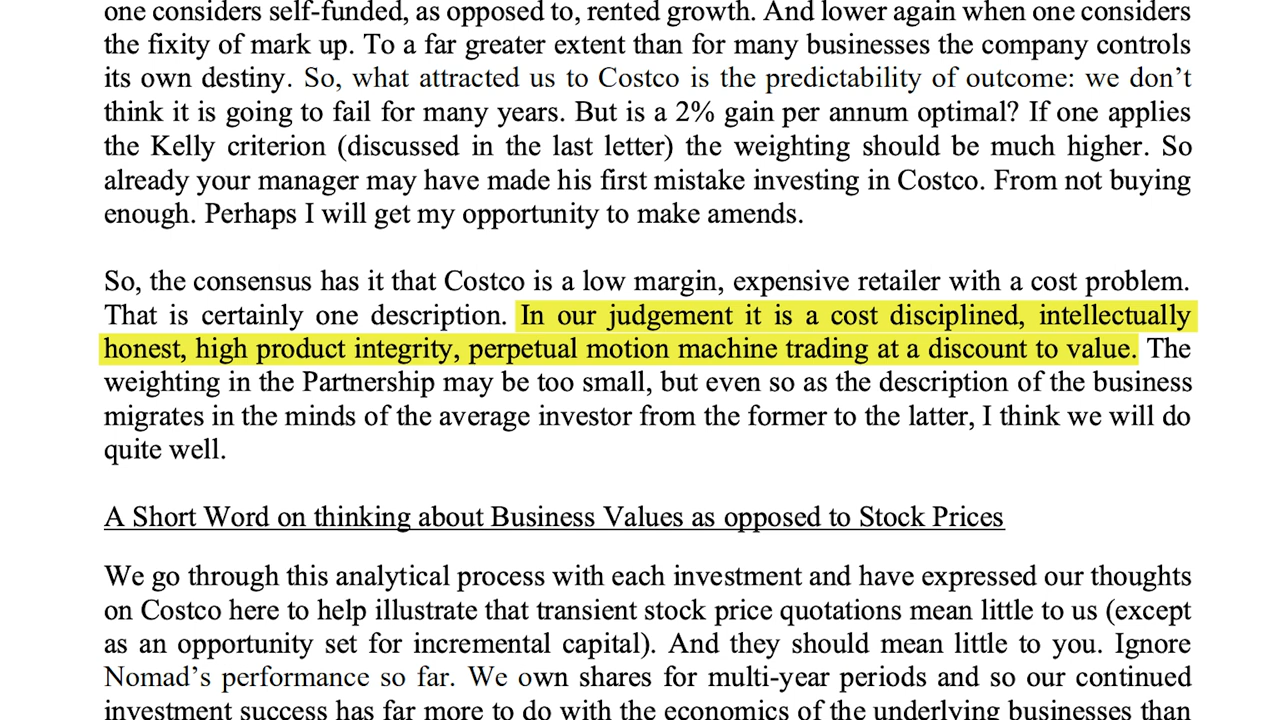 one considers self-funded, as opposed to, rented growth. And lower again when one considers
the fixity of mark up. To a far greater extent than for many businesses the company controls
its own destiny. So, what attracted us to Costco is the predictability of outcome: we don’t
think it is going to fail for many years. But is a 2% gain per annum optimal? If one applies
the Kelly criterion (discussed in the last letter) the weighting should be much higher. So
already your manager may have made his first mistake investing in Costco. From not buying
enough. Perhaps I will get my opportunity to make amends.
So, the consensus has it that Costco is a low margin, expensive retailer with a cost problem.
That is certainly one description. In our judgement it is a cost disciplined, intellectually
honest, high product integrity, perpetual motion machine trading at a discount to value. The
weighting in the Partnership may be too small, but even so as the description of the business
migrates in the minds of the average investor from the former to the latter, I think we will do
quite well.
A Short Word on thinking about Business Values as opposed to Stock Prices
We go through this analytical process with each investment and have expressed our thoughts
on Costco here to help illustrate that transient stock price quotations mean little to us (except
as an opportunity set for incremental capital). And they should mean little to you. Ignore
Nomad’s performance so far. We own shares for multi-year periods and so our continued
investment success has far more to do with the economics of the underlying businesses than